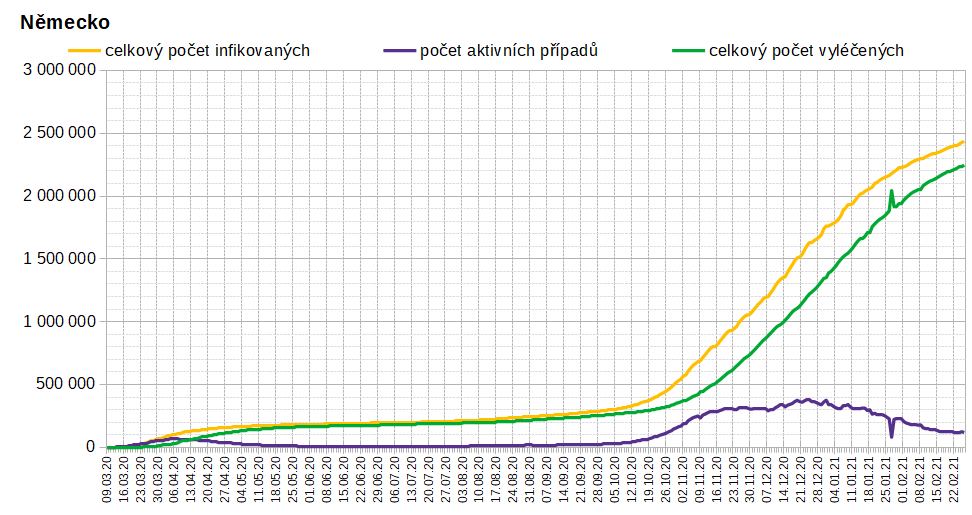 Německo
celkový počet infikovaných počet aktivních případů celkový počet vyléčených
3 000 000
2 500 000
2 000 000
1 500 000
1 000 000
500 000
0
09.03.20 16.03.20 23.03.20 30.03.20 06.04.20 13.04.20 20.04.20 27.04.20 04.05.20 11.05.20 18.05.20 25.05.20 01.06.20 08.06.20 15.06.20 22.06.20 29.06.20 06.07.20 13.07.20 20.07.20 27.07.20 03.08.20 10.08.20 17.08.20 24.08.20 31.08.20 07.09.20 14.09.20 21.09.20 28.09.20 05.10.20 12.10.20 19.10.20 26.10.20 02.11.20 09.11.20 16.11.20 23.11.20 30.11.20 07.12.20 14.12.20 21.12.20 28.12.20 04.01.21 11.01.21 18.01.21 25.01.21 01.02.21 08.02.21 15.02.21 22.02.21